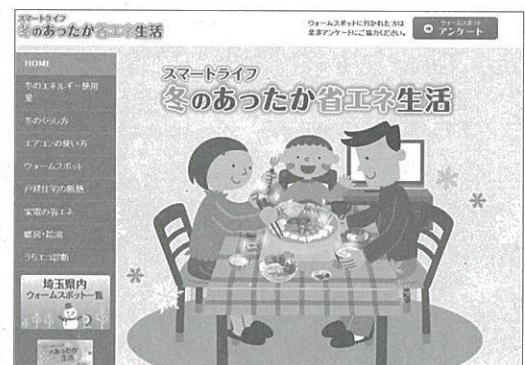 スマートライフ
冬のあったか省エネ生活
ウォームスポットに行かれた方は
是非アンケートにご協力ください。
ウォームスポット
アンケート
HOME
冬のエネルギー使用
量
冬のくらし方
エアコンの使い方
ウォームスポット
戸建住宅の断熱
家電の省エネ
暖房・給湯
うちエコ診断
埼玉県内
ウォームスポット一覧
冬のあったか
スマートライフ
冬のあったか省エネ生活